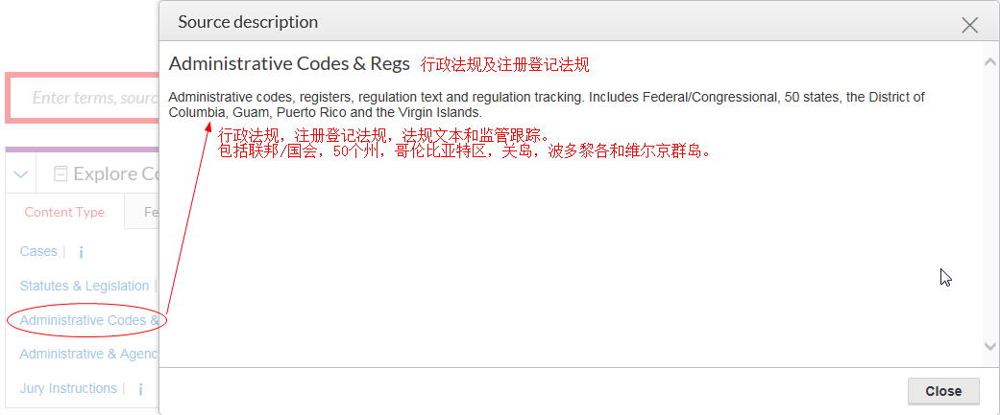 Source description
Administrative Codes & Regs 行政法规及注册登记法规
Administrative codes, registers, regulation text and regulation tracking. Includes Federal/Congressional, 50 states, the District of
Columbia, Guam, Puerto Rico and the Virgin Islands.
行政法规，注册登记法规，法规文本和监管跟踪。
包括联邦/国会，50个州，哥伦比亚特区，关岛，波多黎各和维尔京群岛。
Enter terms, sourc
Explore Co
Content Type Fe
Cases | i
Statutes & Legislation |
Administrative Codes &
Administrative & Agenc
Jury Instructions | i
Close